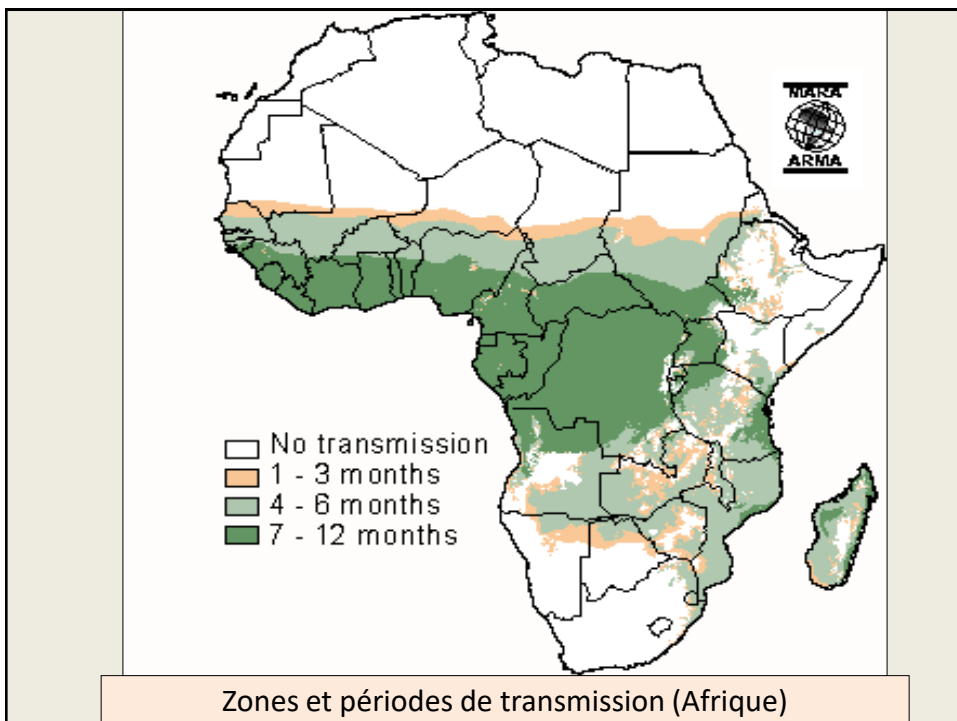 MARA
ARMA
No transmission
1 - 3 months
4 - 6 months
7 - 12 months
Zones et périodes de transmission (Afrique)